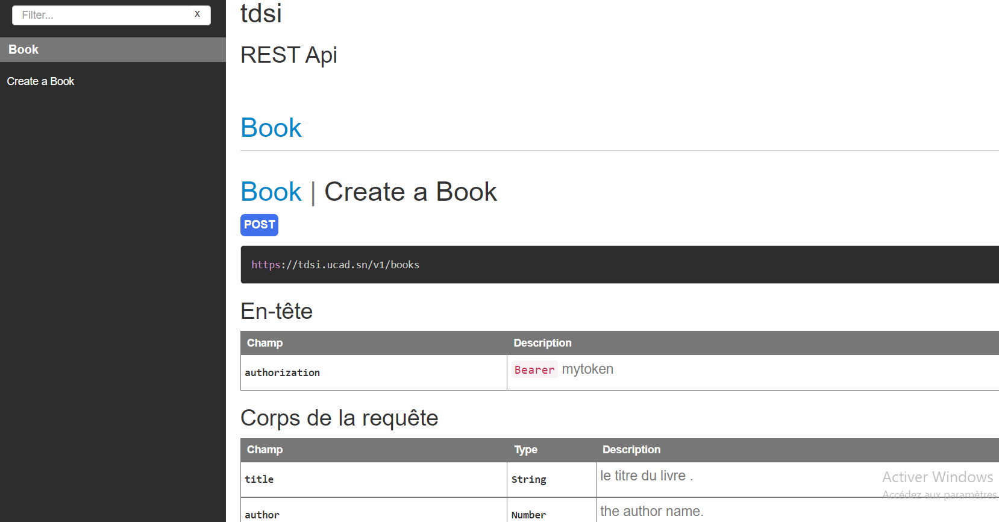 Filter...
X
Book
Create a Book
tdsi
REST Api
Book
Book | Create a Book
POST
https://tdsi.ucad.sn/v1/books
En-tête
Champ Description
authorization Bearer mytoken
Corps de la requête
Champ Type Description
title String le titre du livre .
author Number the author name.
Activer Windows
Accédez aux paramètres